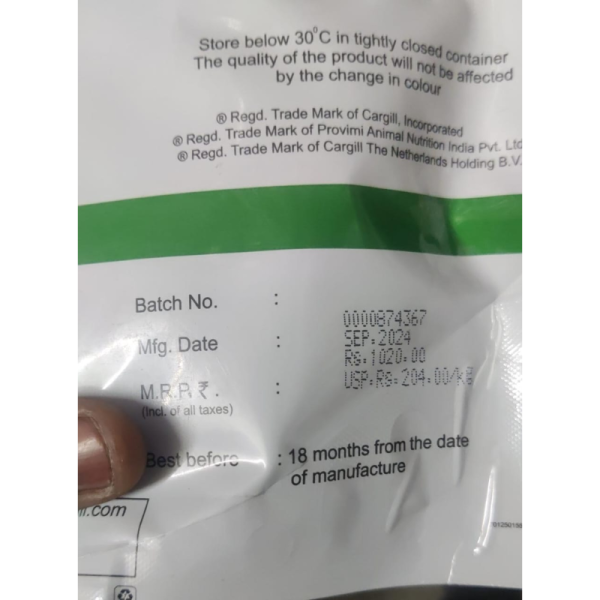 Store below 30°C in tightly closed container
The quality of the product will not be affected
by the change in colour
® Regd. Trade Mark of Cargill, Incorporated
® Regd. Trade Mark of Provimi Animal Nutrition India Pvt. Ltd
® Regd. Trade Mark of Cargill The Netherlands Holding B.V.
Batch No. : 0000874367
Mfg. Date : SEP.2024
M.R.P. ₹ . : Rs.1020.00
(Incl. of all taxes) USP.Rs.204.00/kg
Best before : 18 months from the date
of manufacture
.com